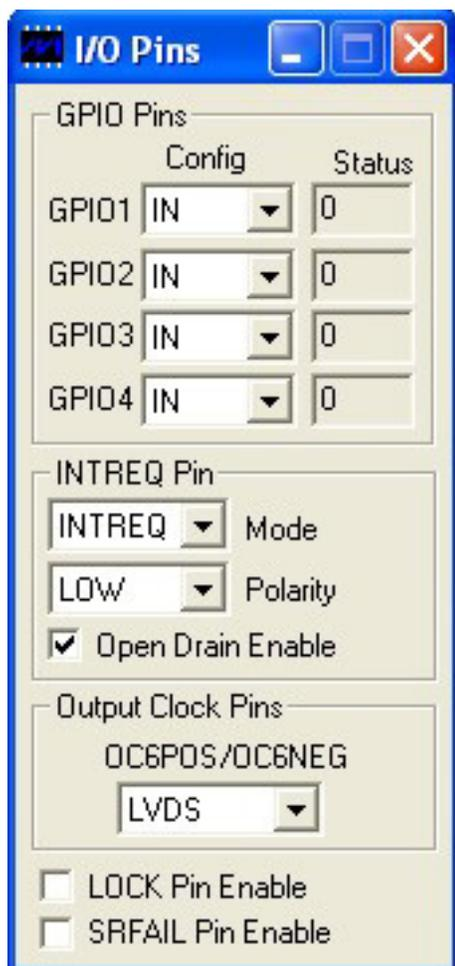 I/O Pins
GPIO Pins
Config Status
GPIO1 IN 0
GPIO2 IN 0
GPIO3 IN 0
GPIO4 IN 0
INTREQ Pin
INTREQ Mode
LOW Polarity
Open Drain Enable
Output Clock Pins
OC6POS/OC6NEG
LVDS
LOCK Pin Enable
SRFAIL Pin Enable